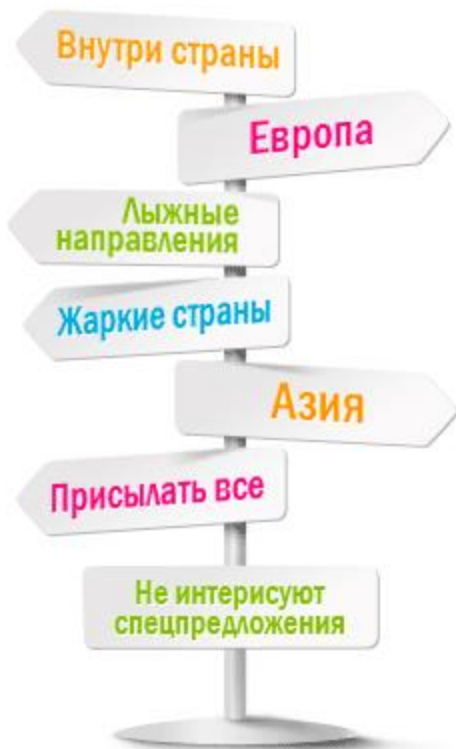 Внутри страны
Европа
Лыжные
направления
Жаркие страны
Азия
Присылать все
Не интерисуют
спецпредложения